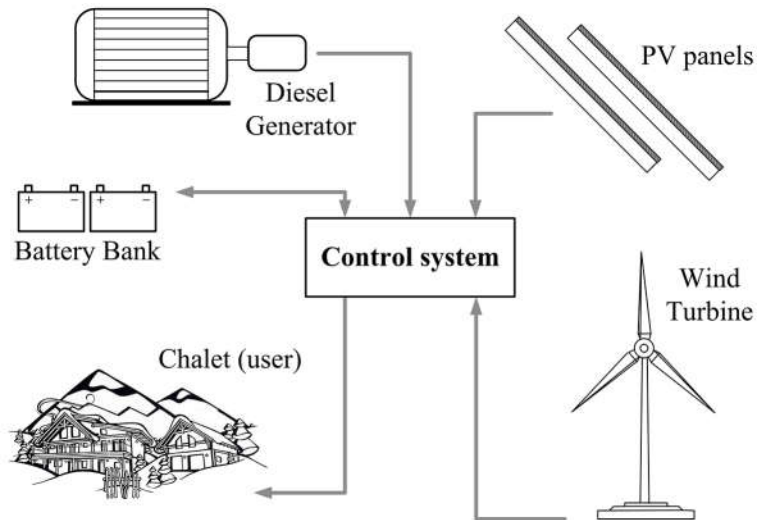 Diesel
Generator
PV panels
+ - + -
Battery Bank
Control system
Wind
Turbine
Chalet (user)